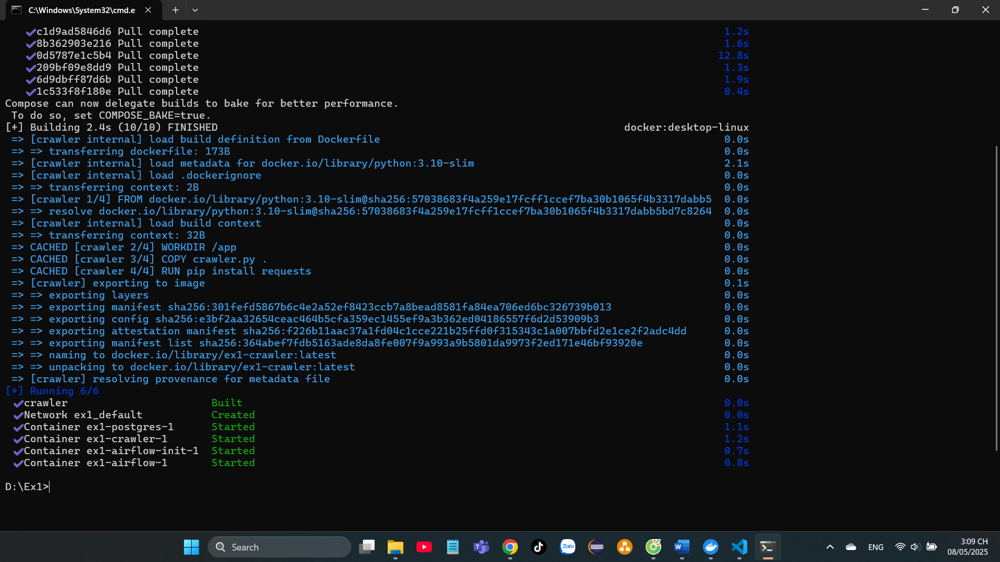 C:\Windows\System32\cmd.e
c1d9ad5846d6 Pull complete 1.2s
8b362903e216 Pull complete 1.6s
0d5787e1c5b4 Pull complete 12.8s
209bf09e8dd9 Pull complete 1.3s
6d9dbff87d6b Pull complete 1.9s
1c533f8f180e Pull complete 0.4s
Compose can now delegate builds to bake for better performance.
To do so, set COMPOSE_BAKE=true.
[+] Building 2.4s (10/10) FINISHED docker:desktop-linux
=> [crawler internal] load build definition from Dockerfile 0.0s
=> => transferring dockerfile: 173B 0.0s
=> [crawler internal] load metadata for docker.io/library/python:3.10-slim 2.1s
=> [crawler internal] load .dockerignore 0.0s
=> => transferring context: 2B 0.0s
=> [crawler 1/4] FROM docker.io/library/python:3.10-slim@sha256:57038683f4a259e17fcff1ccef7ba30b1065f4b3317dabb5 0.0s
=> => resolve docker.io/library/python:3.10-slim@sha256:57038683f4a259e17fcff1ccef7ba30b1065f4b3317dabb5bd7c8264 0.0s
=> [crawler internal] load build context 0.0s
=> => transferring context: 32B 0.0s
=> CACHED [crawler 2/4] WORKDIR /app 0.0s
=> CACHED [crawler 3/4] COPY crawler.py . 0.0s
=> CACHED [crawler 4/4] RUN pip install requests 0.0s
=> [crawler] exporting to image 0.1s
=> => exporting layers 0.0s
=> => exporting manifest sha256:301fefd5867b6c4e2a52ef8423ccb7a8bead8581fa84ea706ed6bc326739b013 0.0s
=> => exporting config sha256:e3bf2aa32654ceac464b5cfa359ec1455ef9a3b362ed04186557f6d2d53909b3 0.0s
=> => exporting attestation manifest sha256:f226b11aac37a1fd04c1cce221b25ffd0f315343c1a007bbfd2e1ce2f2adc4dd 0.0s
=> => exporting manifest list sha256:364abef7fdb5163ade8da8fe007f9a993a9b5801da9973f2ed171e46bf93920e 0.0s
=> => naming to docker.io/library/ex1-crawler:latest 0.0s
=> => unpacking to docker.io/library/ex1-crawler:latest 0.0s
=> [crawler] resolving provenance for metadata file 0.0s
[+] Running 6/6
crawler Built 0.0s
Network ex1_default Created 0.0s
Container ex1-postgres-1 Started 1.1s
Container ex1-crawler-1 Started 1.2s
Container ex1-airflow-init-1 Started 0.7s
Container ex1-airflow-1 Started 0.8s
D:\Ex1>
Search
Zalo
ENG
3:09 CH
08/05/2025